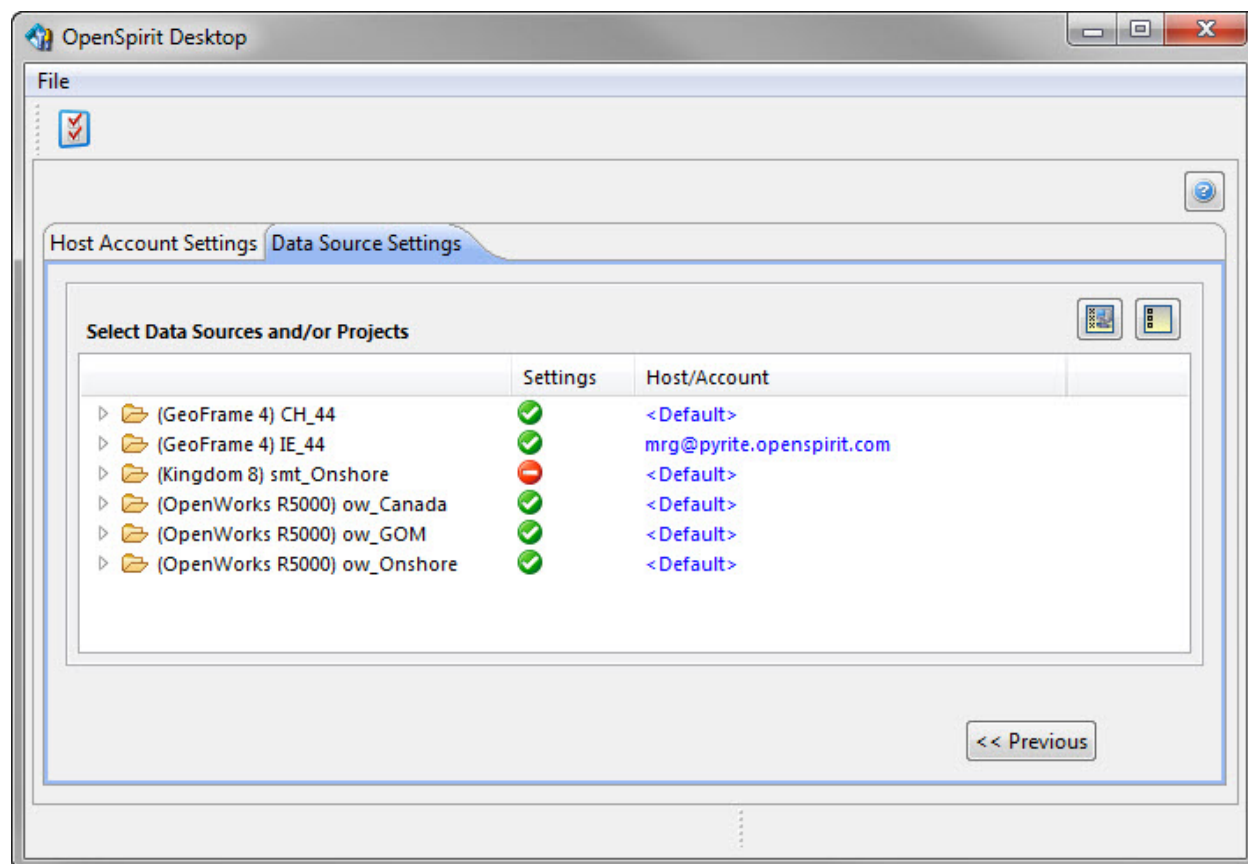 OpenSpirit Desktop
File
Host Account Settings Data Source Settings
Select Data Sources and/or Projects
Settings Host/Account
(GeoFrame 4) CH_44 <Default>
(GeoFrame 4) IE_44 mrg@pyrite.openspirit.com
(Kingdom 8) smt_Onshore <Default>
(OpenWorks R5000) ow_Canada <Default>
(OpenWorks R5000) ow_GOM <Default>
(OpenWorks R5000) ow_Onshore <Default>
<< Previous